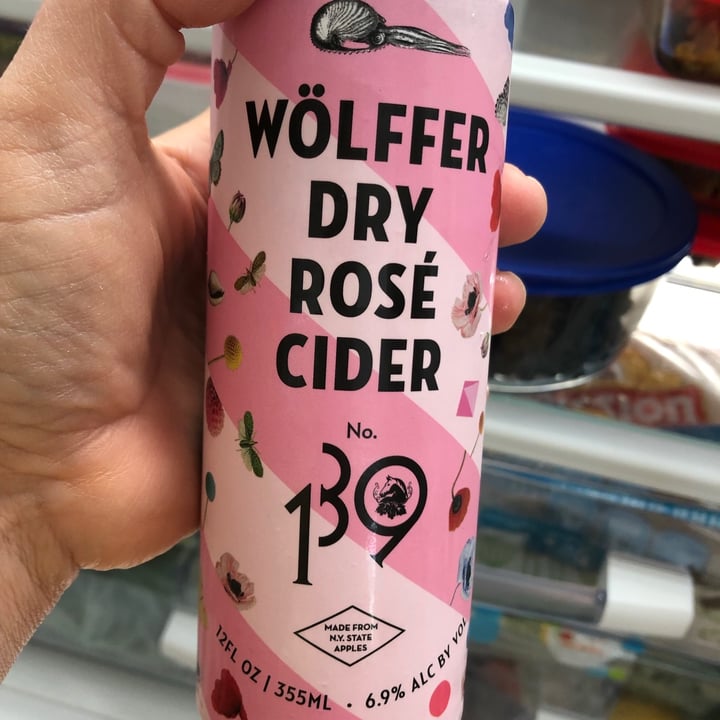 WÖLFFER
DRY
ROSÉ
CIDER
No.
139
MADE FROM
N.Y. STATE
APPLES
12FL OZ | 355ML • 6.9% ALC BY VOL